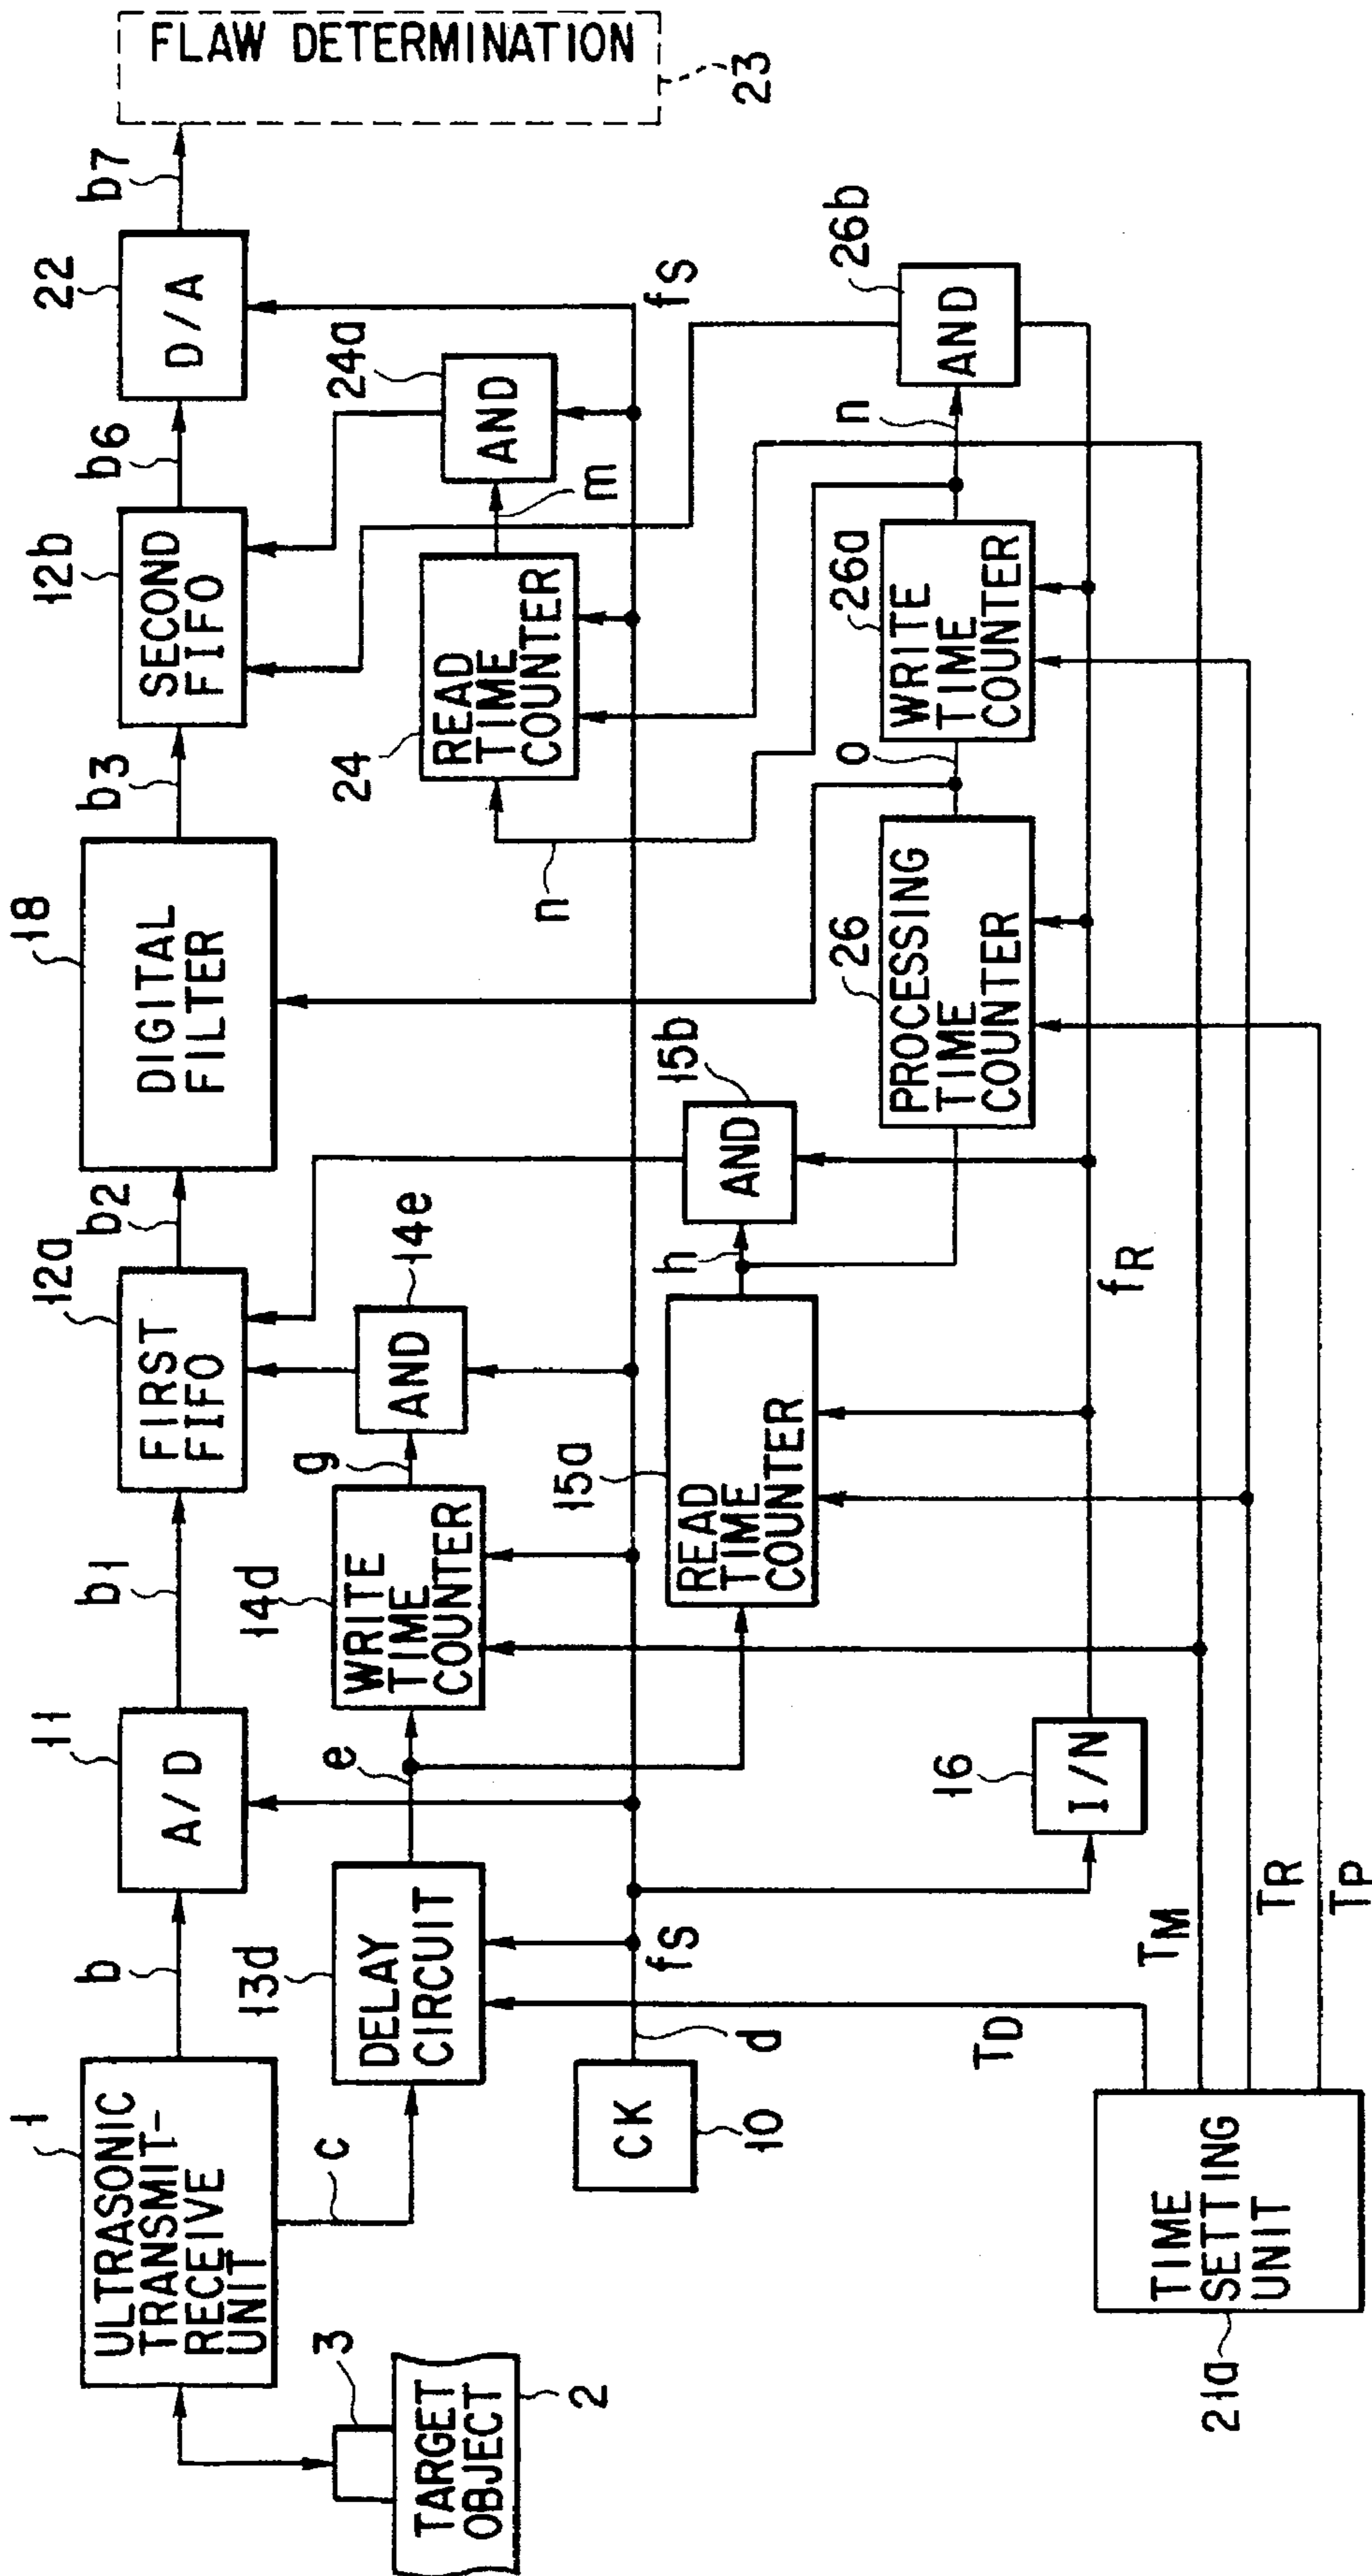 1
ULTRASONIC
TRANSMIT-
RECEIVE
UNIT
b
11
A/D
b1
12a
FIRST
FIFO
b2
18
DIGITAL
FILTER
b3
12b
SECOND
FIFO
b6
22
D/A
b7
FLAW DETERMINATION
23
3
TARGET
OBJECT
2
c
13d
DELAY
CIRCUIT
e
14d
WRITE
TIME
COUNTER
g
14e
AND
n
24
READ
TIME
COUNTER
m
24a
AND
CK
10
d
fS
fS
15a
READ
TIME
COUNTER
h
15b
AND
26
PROCESSING
TIME
COUNTER
o
26a
WRITE
TIME
COUNTER
n
26b
AND
16
I/N
fR
TIME
SETTING
UNIT
21a
TD
TM
TR
TP